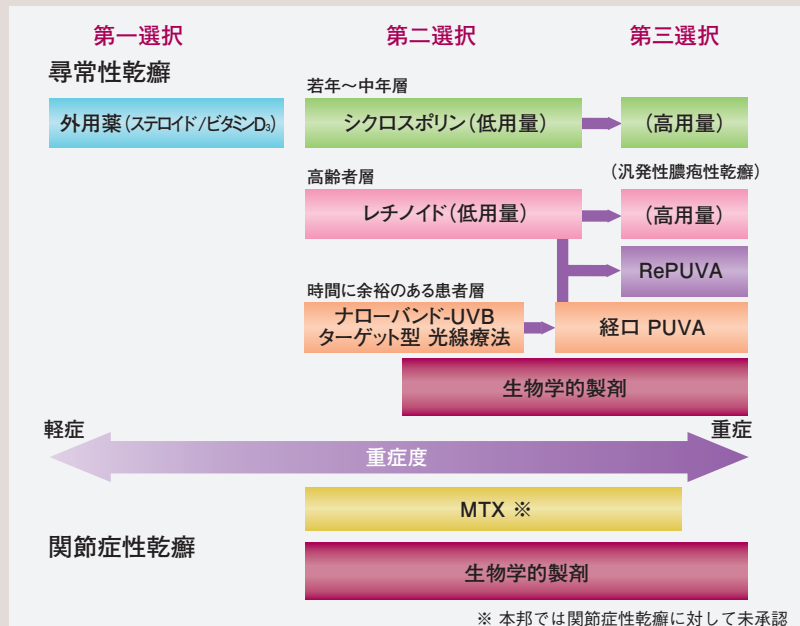 第一選択
第二選択
第三選択
尋常性乾癬
若年〜中年層
外用薬（ステロイド/ビタミンD₃）
シクロスポリン（低用量）
（高用量）
高齢者層
（汎発性膿疱性乾癬）
レチノイド（低用量）
（高用量）
RePUVA
時間に余裕のある患者層
ナローバンド-UVB
ターゲット型 光線療法
経口 PUVA
生物学的製剤
軽症
重症
重症度
MTX ※
関節症性乾癬
生物学的製剤
※ 本邦では関節症性乾癬に対して未承認